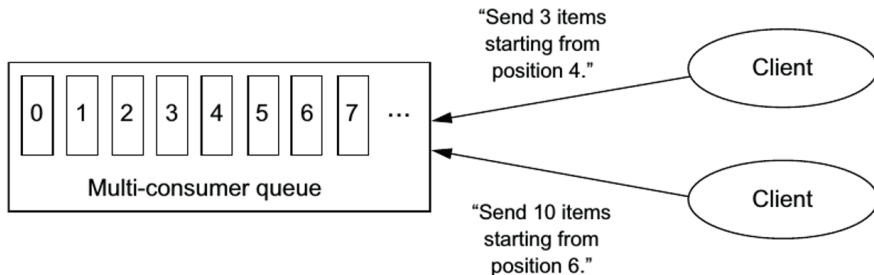 “Send 3 items
starting from
position 4.”
Client
0 1 2 3 4 5 6 7 ...
Multi-consumer queue
Client
“Send 10 items
starting from
position 6.”